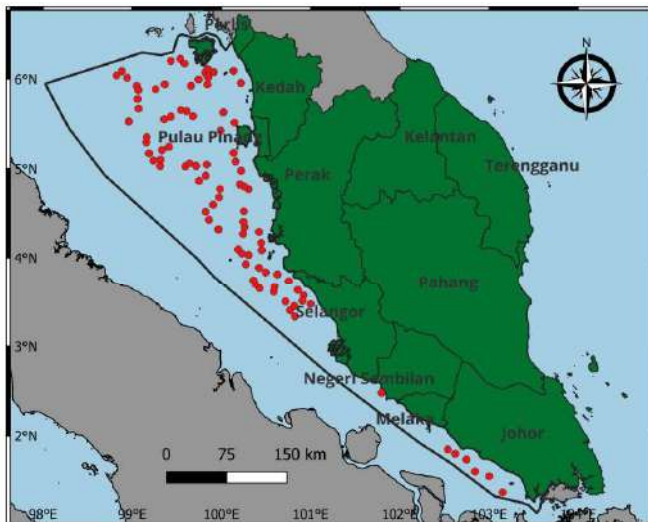 Perlis
N
6°N
Kedah
Pulau Pinang
Kelantan
Terengganu
5°N
Perak
4°N
Pahang
Selangor
3°N
Negeri Sembilan
Melaka
Johor
2°N
0 75 150 km
98°E 99°E 100°E 101°E 102°E 103°E 104°E